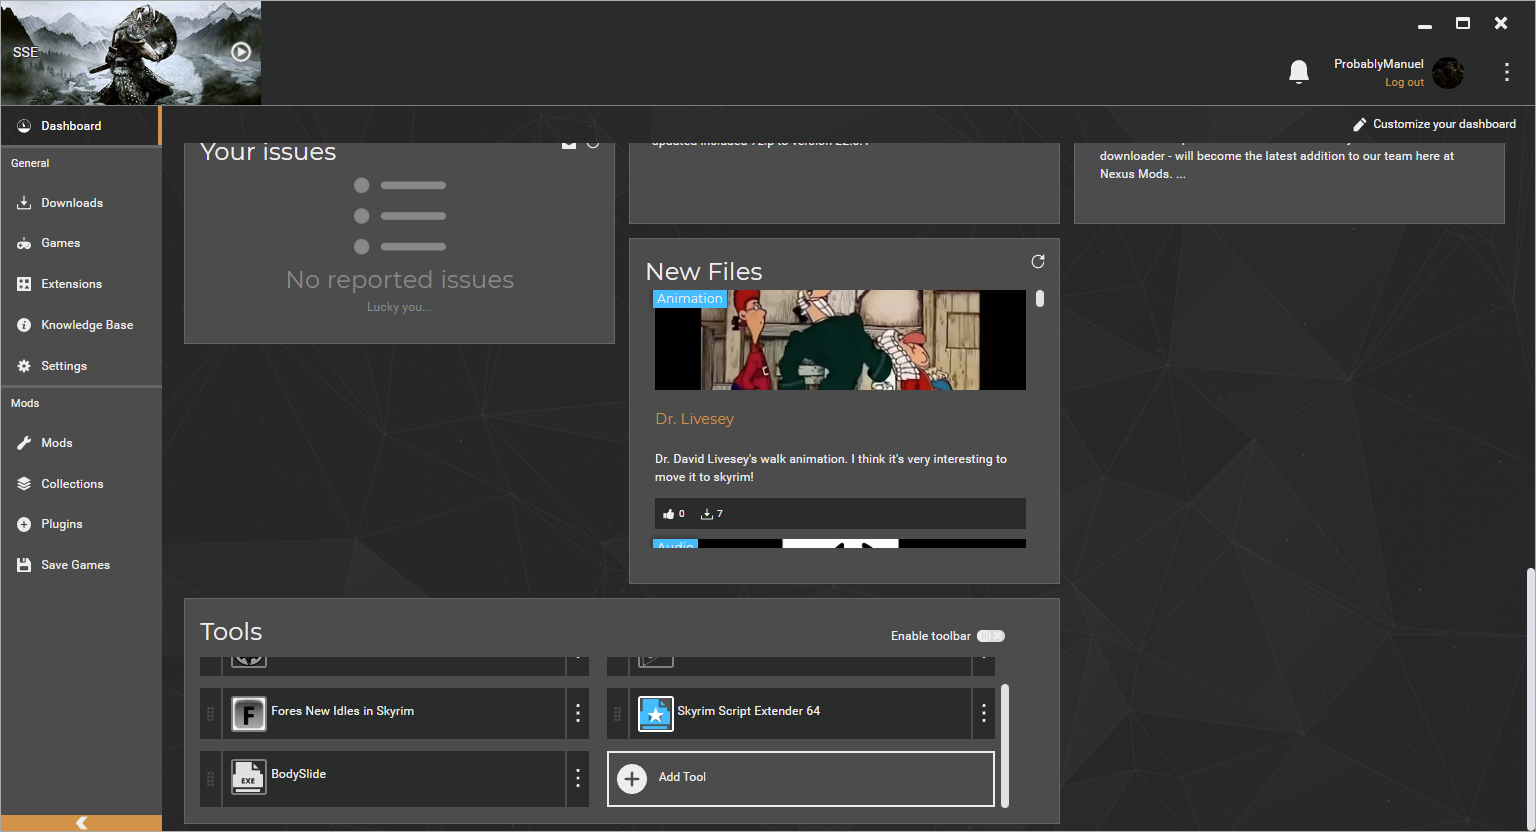 SSE
ProbablyManuel
Log out
Dashboard
Customize your dashboard
General
Downloads
Games
Extensions
Knowledge Base
Settings
Mods
Mods
Collections
Plugins
Save Games
Your issues
No reported issues
Lucky you...
downloader - will become the latest addition to our team here at
Nexus Mods. ...
New Files
Animation
Dr. Livesey
Dr. David Livesey's walk animation. I think it's very interesting to
move it to skyrim!
0 7
Audio
Tools
Enable toolbar
Fores New Idles in Skyrim
Skyrim Script Extender 64
EXE
BodySlide
Add Tool